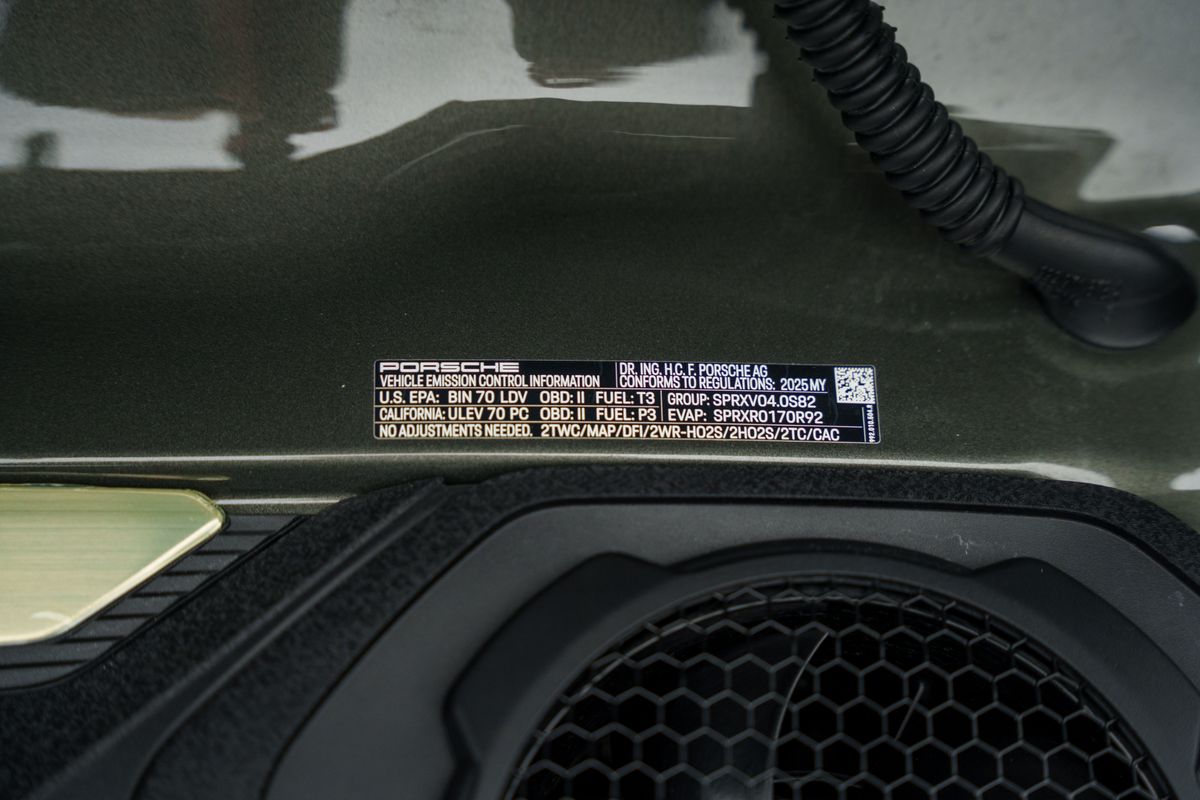 PORSCHE
VEHICLE EMISSION CONTROL INFORMATION
DR. ING. H.C. F. PORSCHE AG
CONFORMS TO REGULATIONS: 2025 MY
U.S. EPA: BIN 70 LDV OBD: II FUEL: T3 GROUP: SPRXV04.0S82
CALIFORNIA: ULEV 70 PC OBD: II FUEL: P3 EVAP: SPRXR0170R92
NO ADJUSTMENTS NEEDED. 2TWC/MAP/DFI/2WR-HO2S/2HO2S/2TC/CAC